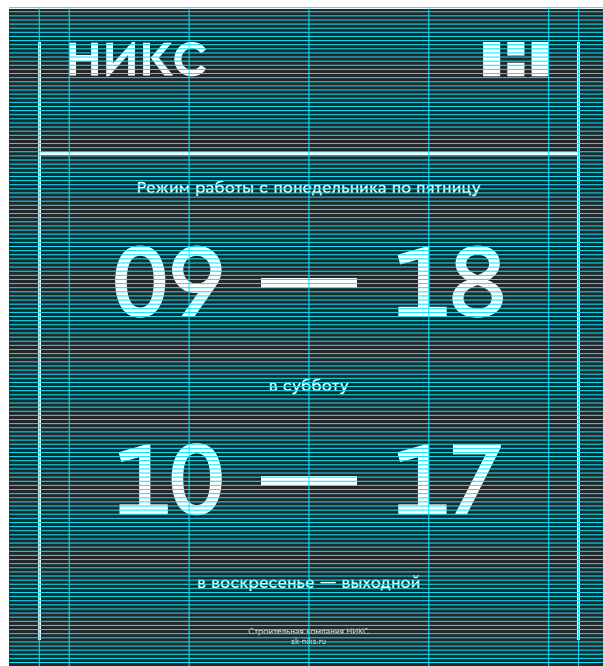 НИКС
Режим работы с понедельника по пятницу
09 — 18
в субботу
10 — 17
в воскресенье — выходной
Строительная компания НИКС
sk-niks.ru